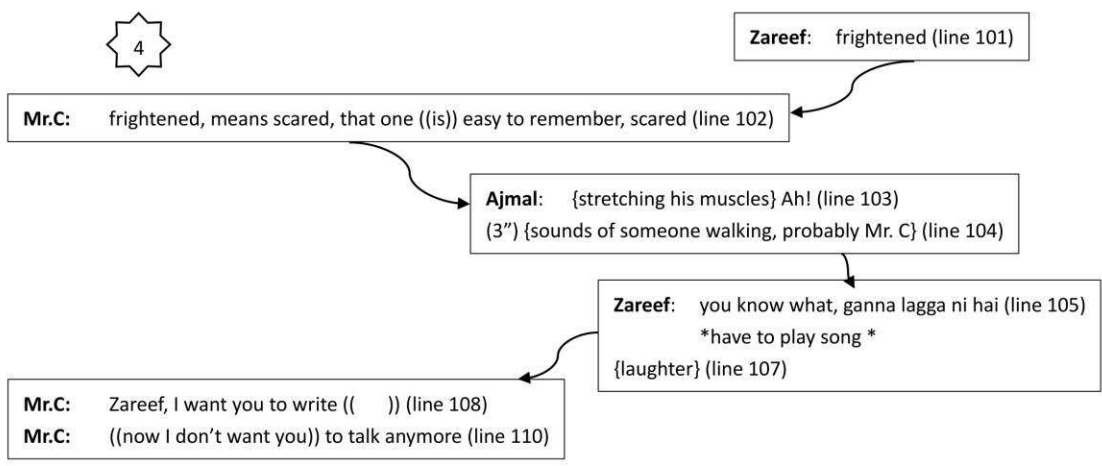 4
Zareef: frightened (line 101)
Mr.C: frightened, means scared, that one ((is)) easy to remember, scared (line 102)
Ajmal: {stretching his muscles} Ah! (line 103)
(3”) {sounds of someone walking, probably Mr. C} (line 104)
Zareef: you know what, ganna lagga ni hai (line 105)
*have to play song *
{laughter} (line 107)
Mr.C: Zareef, I want you to write (( )) (line 108)
Mr.C: ((now I don’t want you)) to talk anymore (line 110)